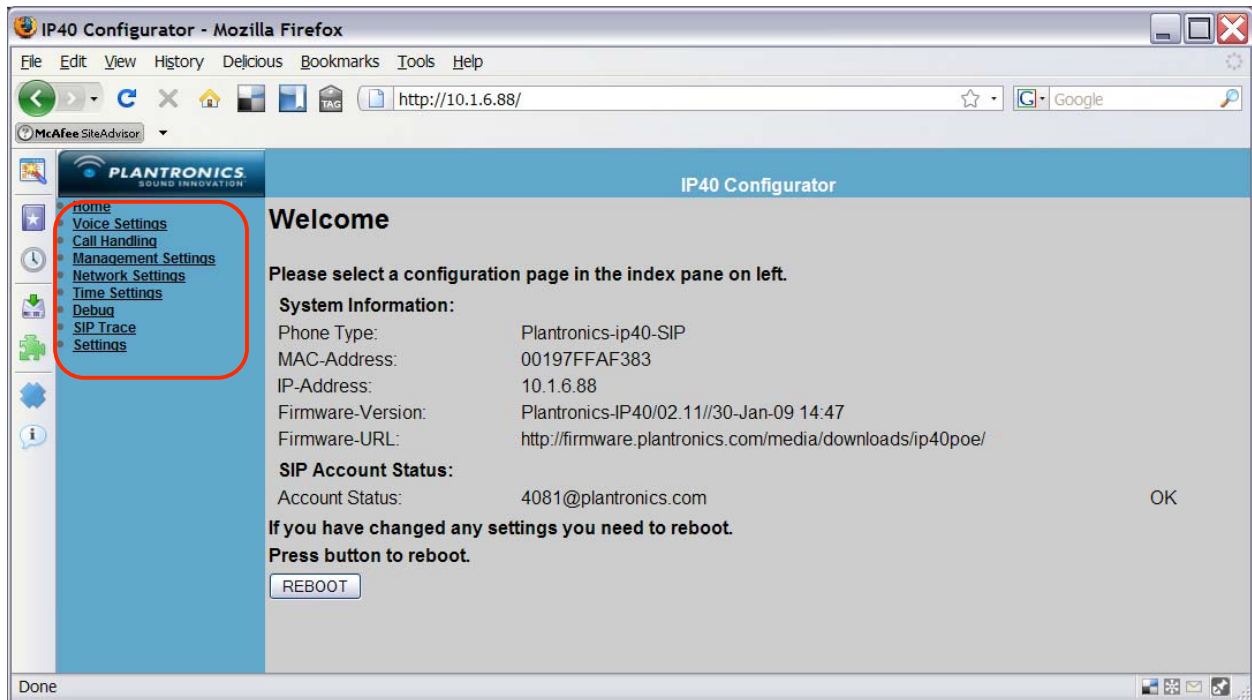 IP40 Configurator - Mozilla Firefox
File Edit View History Delicious Bookmarks Tools Help
TAG http://10.1.6.88/ G Google
McAfee SiteAdvisor
PLANTRONICS
SOUND INNOVATION
IP40 Configurator
Home
Voice Settings
Call Handling
Management Settings
Network Settings
Time Settings
Debug
SIP Trace
Settings
Welcome
Please select a configuration page in the index pane on left.
System Information:
Phone Type: Plantronics-ip40-SIP
MAC-Address: 00197FFAF383
IP-Address: 10.1.6.88
Firmware-Version: Plantronics-IP40/02.11//30-Jan-09 14:47
Firmware-URL: http://firmware.plantronics.com/media/downloads/ip40poe/
SIP Account Status:
Account Status: 4081@plantronics.com OK
If you have changed any settings you need to reboot.
Press button to reboot.
REBOOT
Done